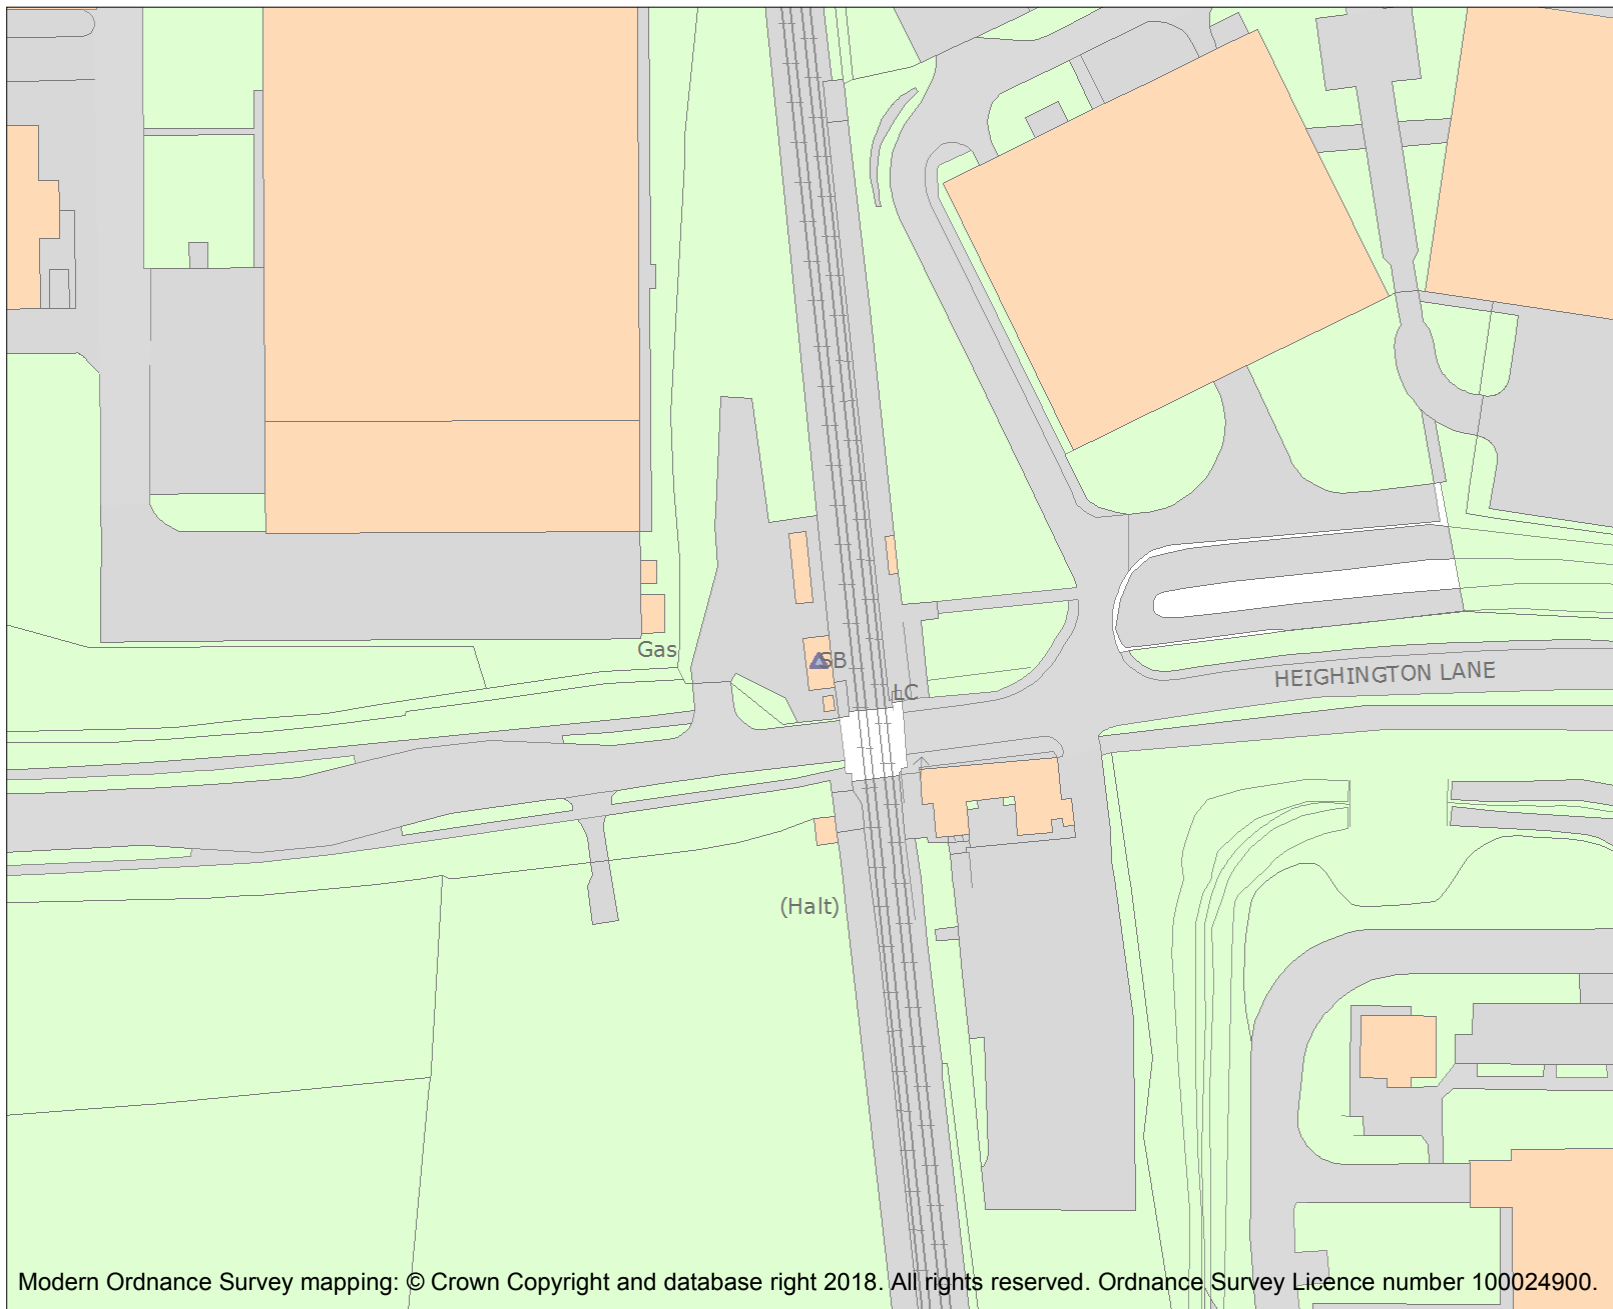 Gas
SB
LC
HEIGHINGTON LANE
(Halt)
Modern Ordnance Survey mapping: © Crown Copyright and database right 2018. All rights reserved. Ordnance Survey Licence number 100024900.